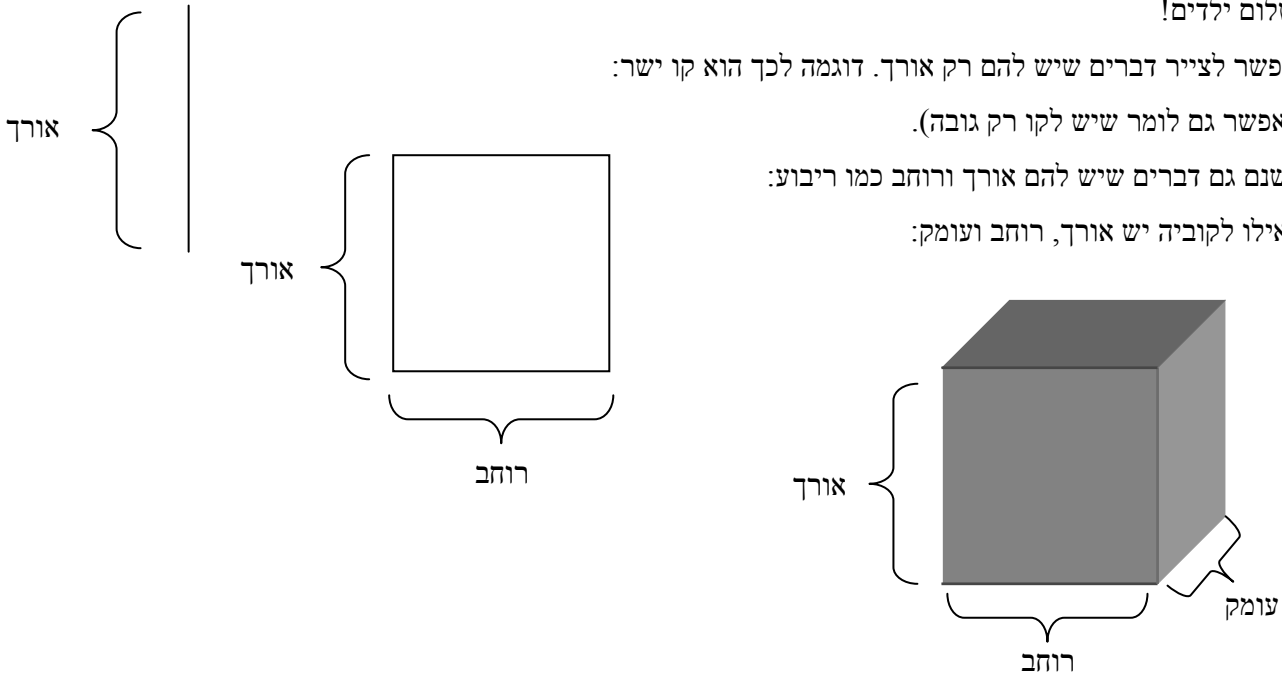 לום ילדים!
פשר לצייר דברים שיש להם רק אורך. דוגמה לכך הוא קו ישר:
אפשר גם לומר שיש לקו רק גובה).
שנם גם דברים שיש להם אורך ורוחב כמו ריבוע:
אילו לקוביה יש אורך, רוחב ועומק:
אורך
אורך
רוחב
אורך
עומק
רוחב